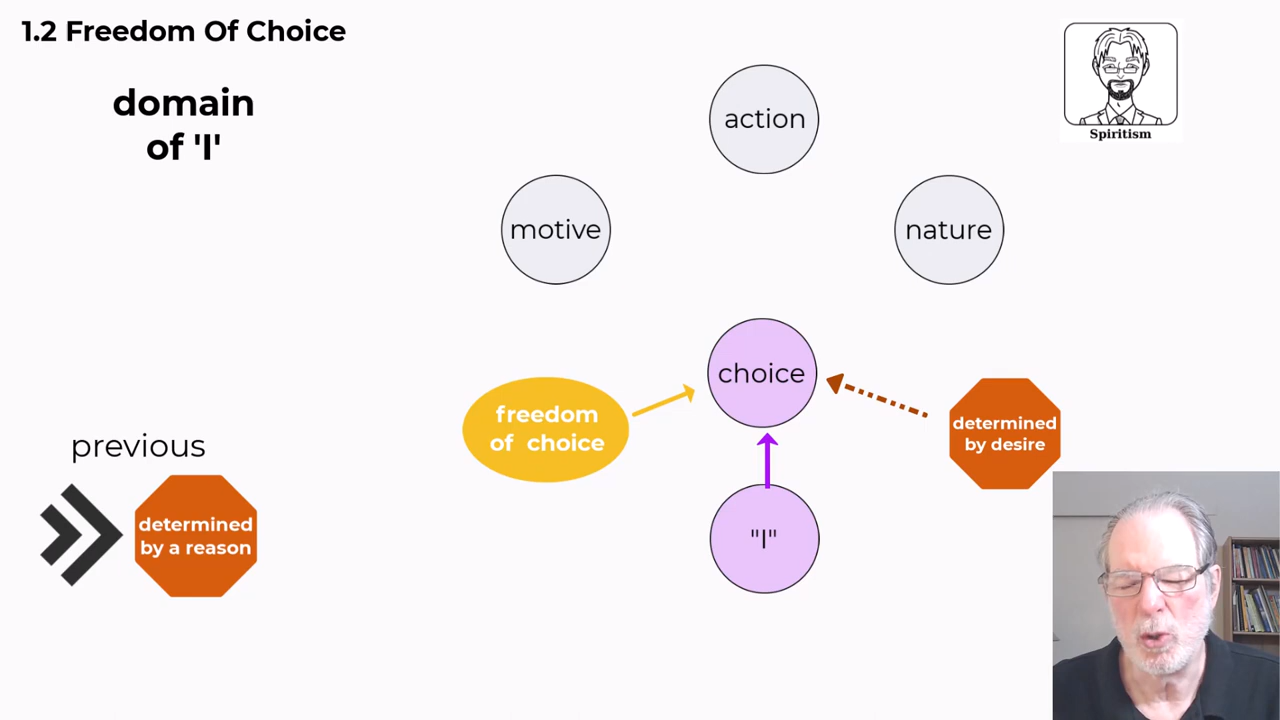 1.2 Freedom Of Choice
domain
of 'I'
action
Spiritism
motive
nature
choice
freedom
of choice
determined
by desire
previous
determined
by a reason
"I"